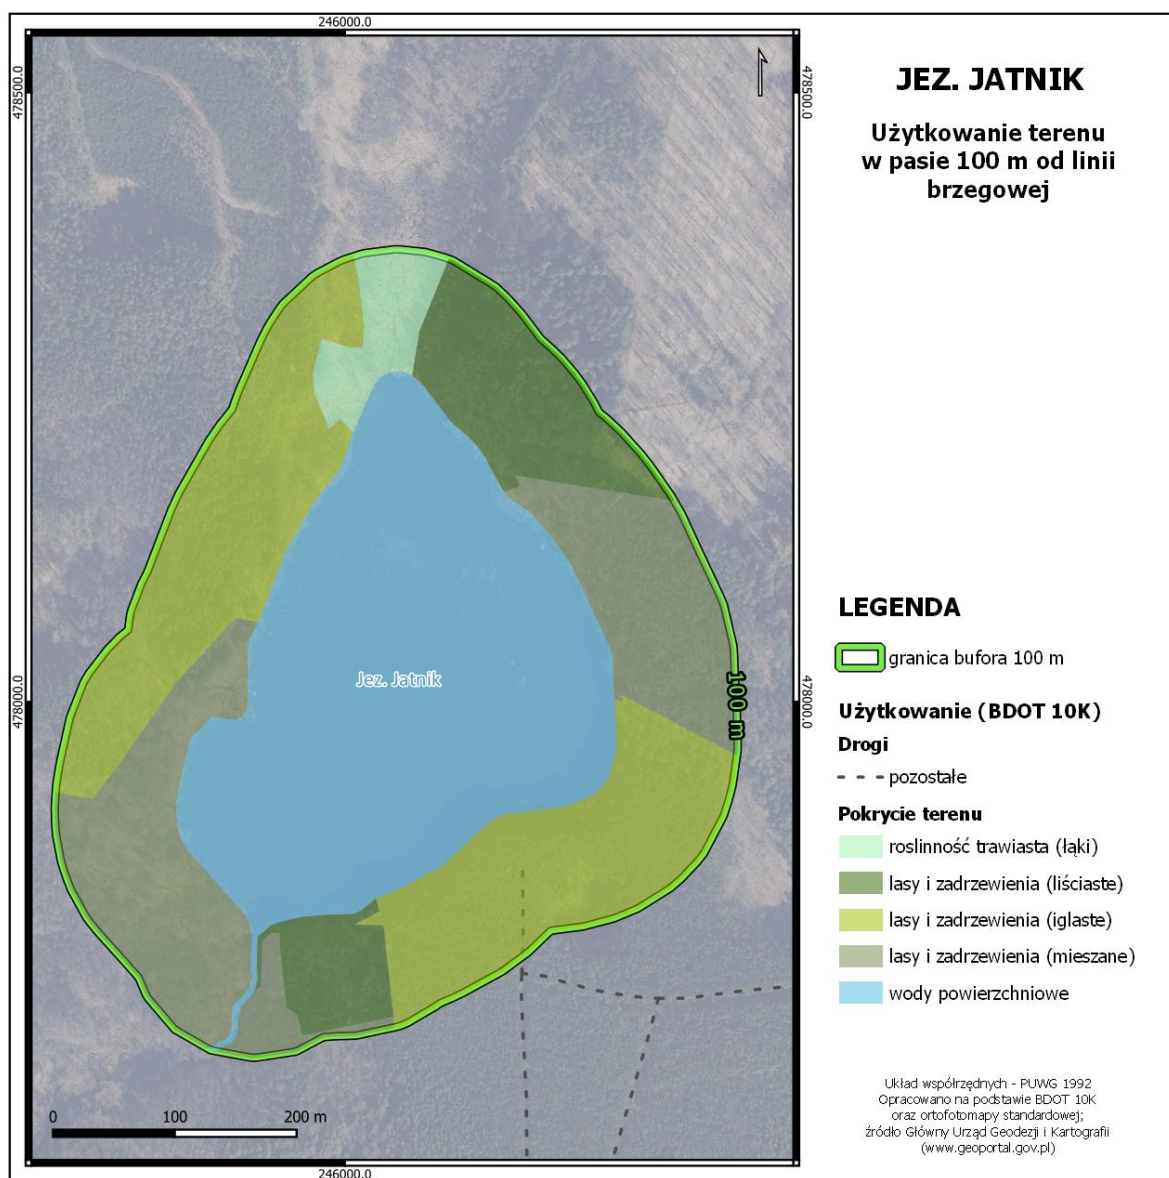 246000.0
478500.0
478500.0
JEZ. JATNIK
Użytkowanie terenu
w pasie 100 m od linii
brzegowej
Jez. Jatnik
100 m
478000.0
478000.0
LEGENDA
granica bufora 100 m
Użytkowanie (BDOT 10K)
Drogi
pozostałe
Pokrycie terenu
roslinność trawiasta (łąki)
lasy i zadrzewienia (liściaste)
lasy i zadrzewienia (iglaste)
lasy i zadrzewienia (mieszane)
wody powierzchniowe
0 100 200 m
246000.0
Układ współrzędnych - PUWG 1992
Opracowano na podstawie BDOT 10K
oraz ortofotomapy standardowej;
źródło Główny Urząd Geodezji i Kartografii
(www.geoportal.gov.pl)